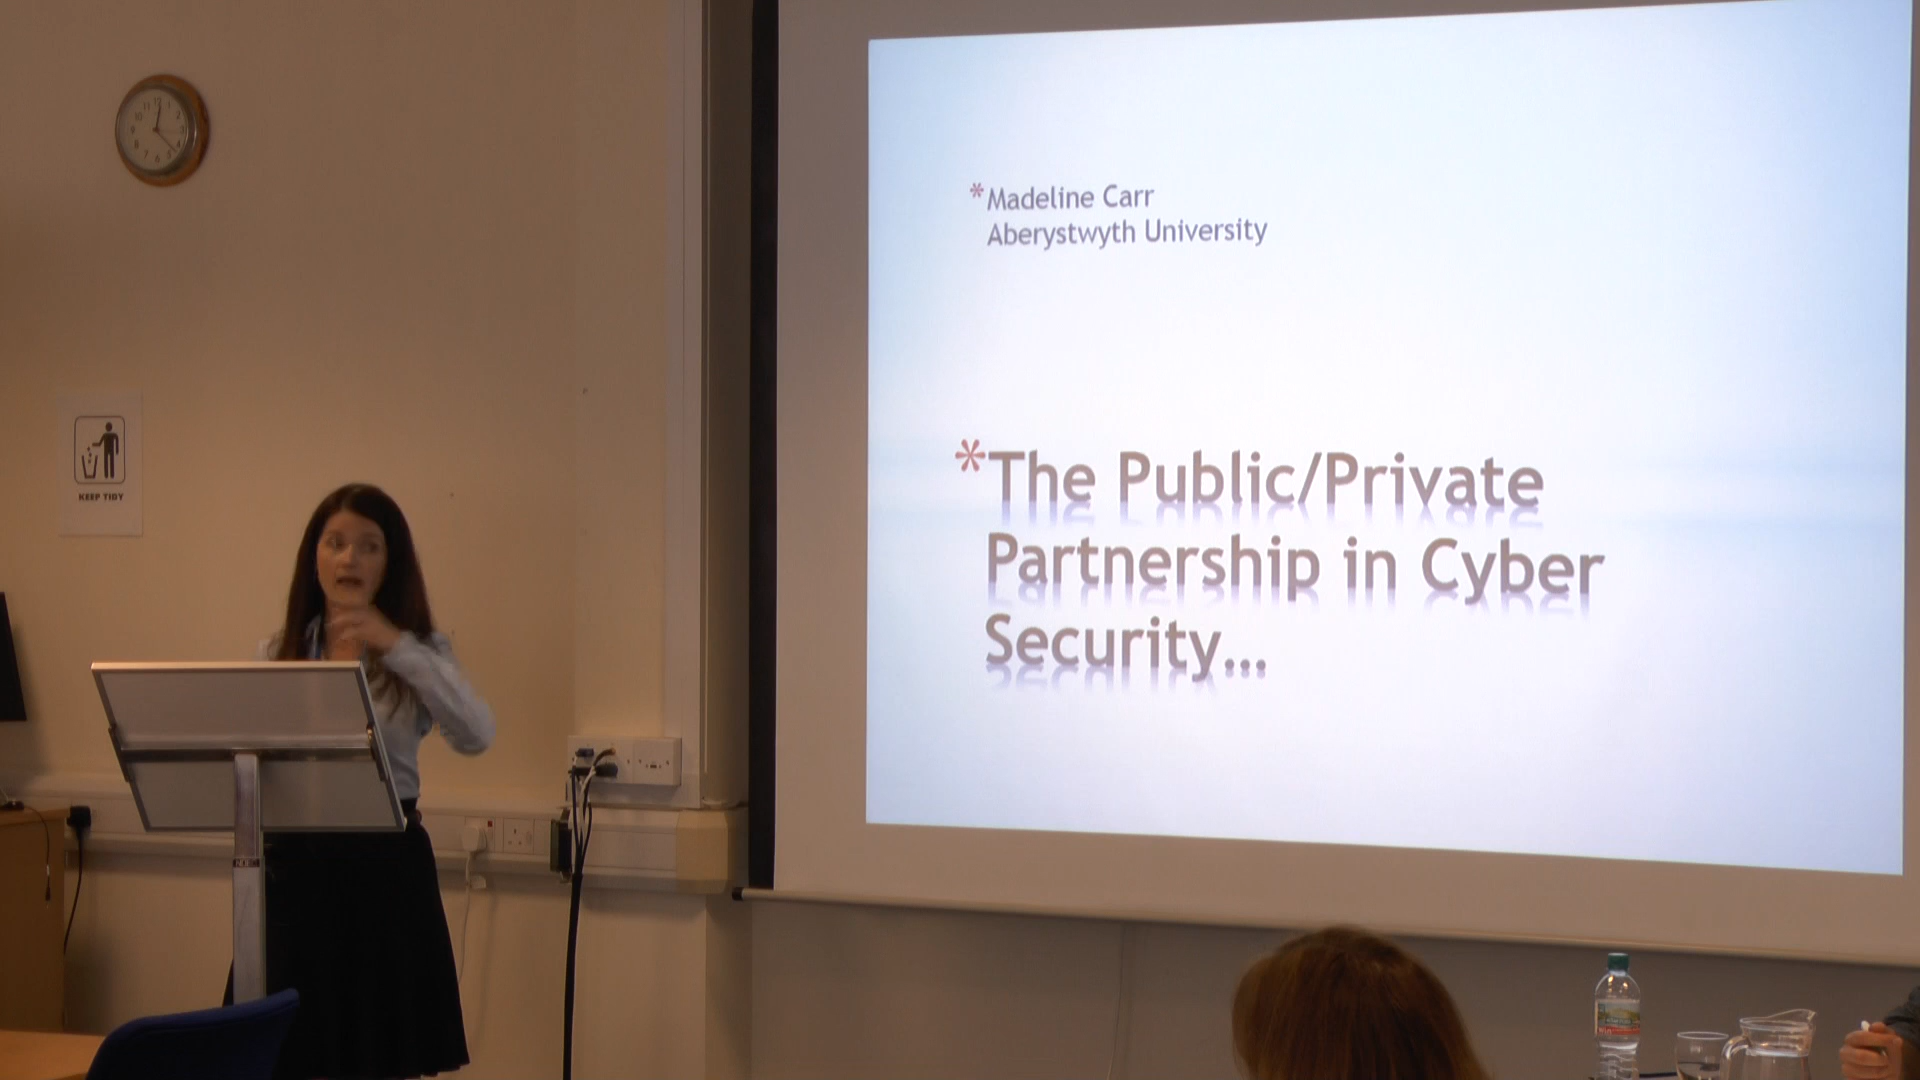 *Madeline Carr
Aberystwyth University
*The Public/Private
Partnership in Cyber
Security...
KEEP TIDY